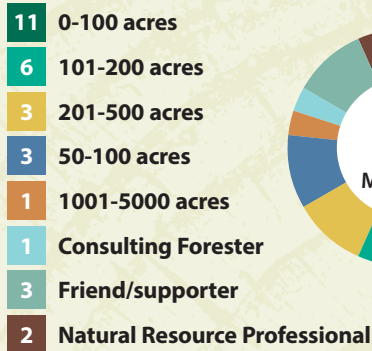 11 0-100 acres
6 101-200 acres
3 201-500 acres
3 50-100 acres
1 1001-5000 acres
1 Consulting Forester
3 Friend/supporter
2 Natural Resource Professional
M